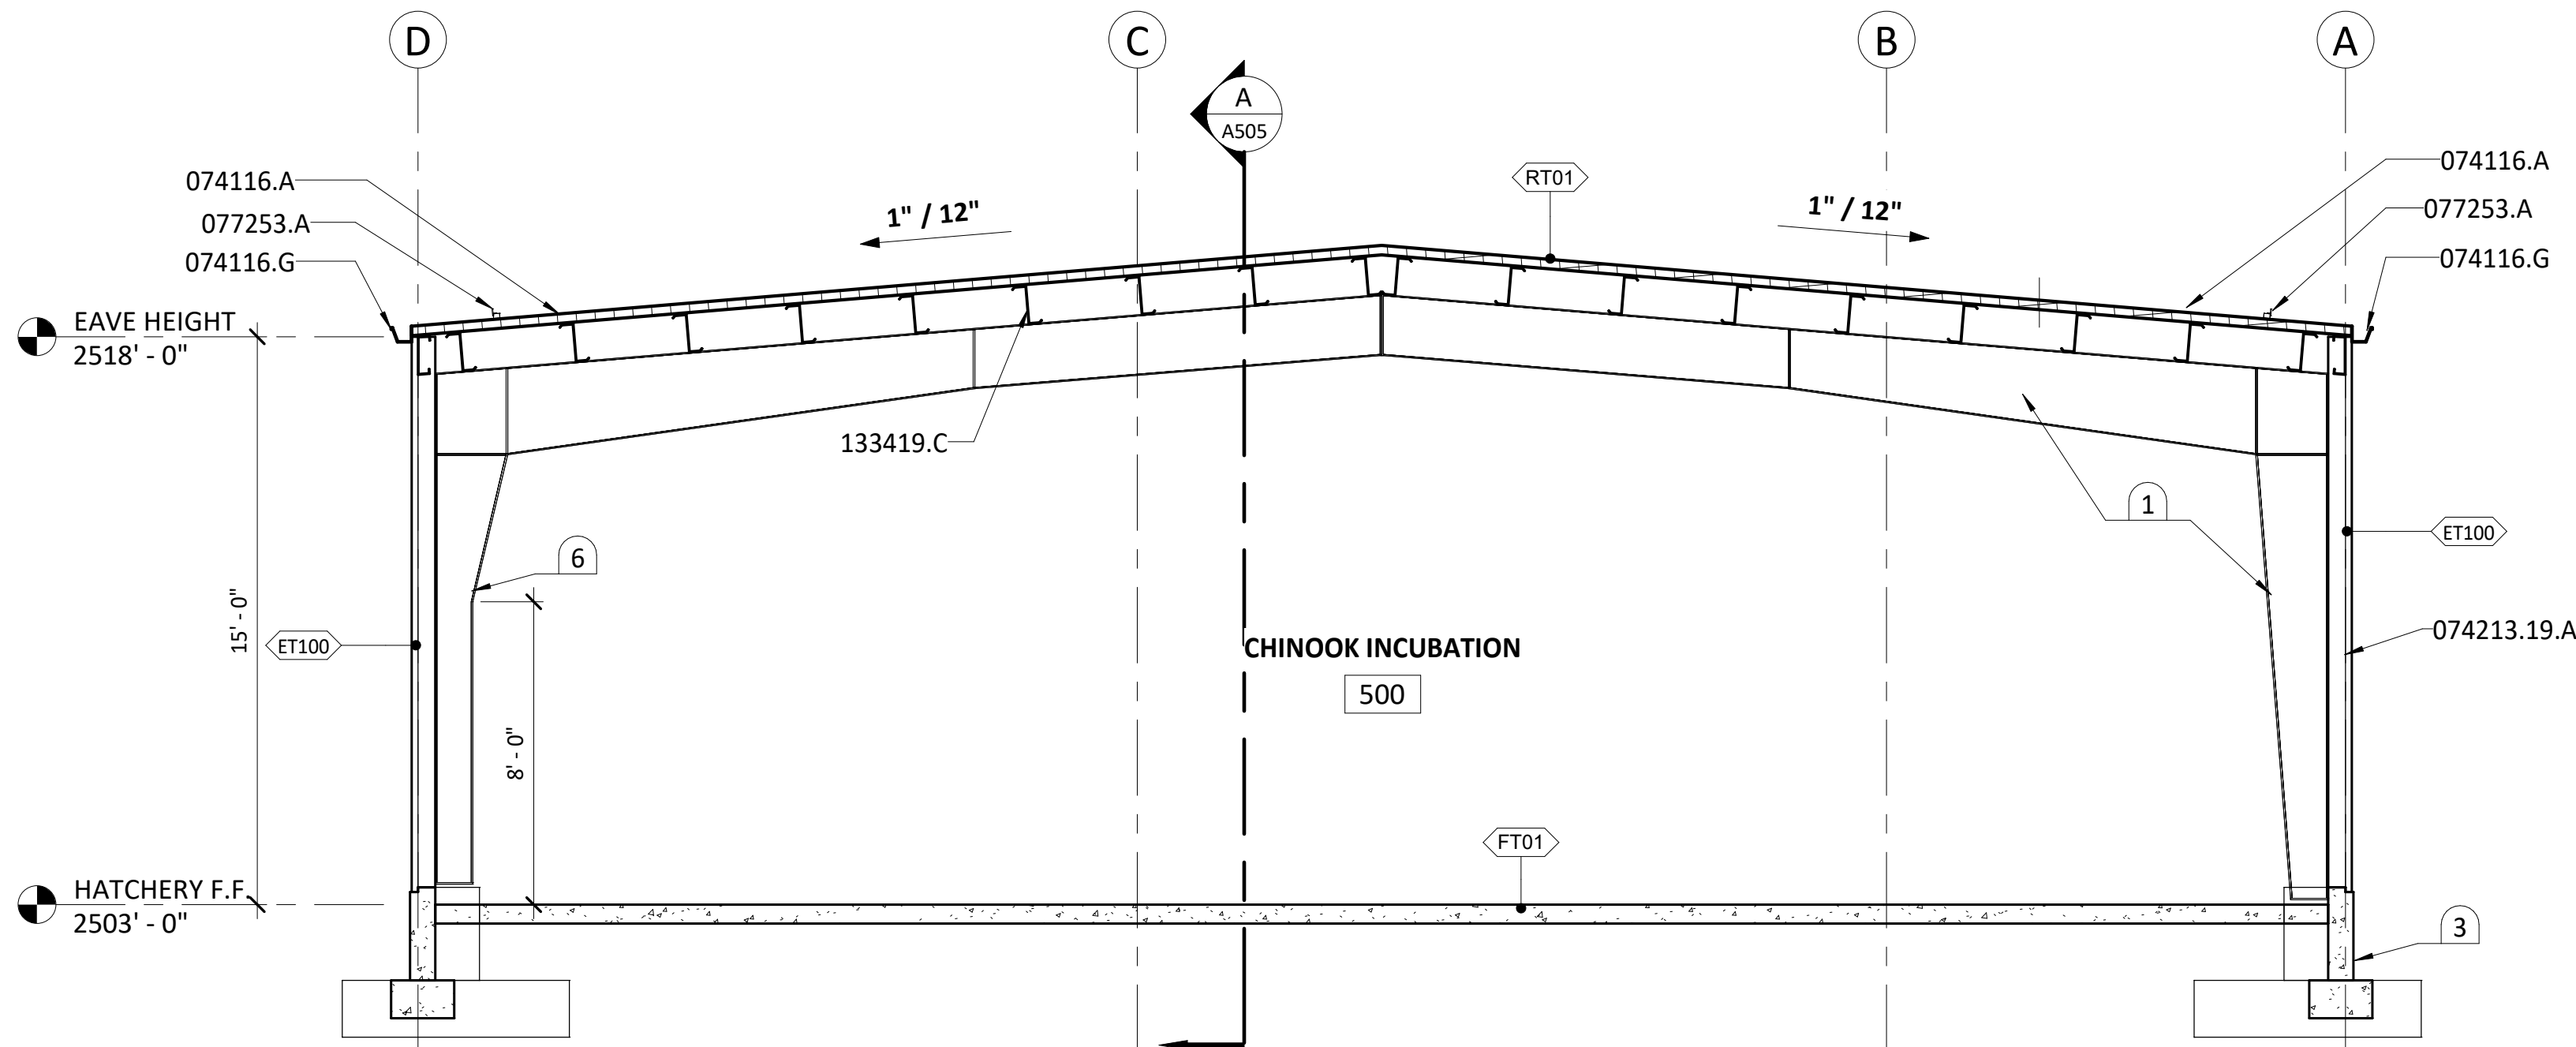 D
C
B
A
A
A505
074116.A
077253.A
074116.G
1" / 12"
RT01
1" / 12"
074116.A
077253.A
074116.G
EAVE HEIGHT
2518' - 0"
133419.C
1
6
ET100
15' - 0"
ET100
CHINOOK INCUBATION
500
074213.19.A
8' - 0"
FT01
HATCHERY F.F.
2503' - 0"
3